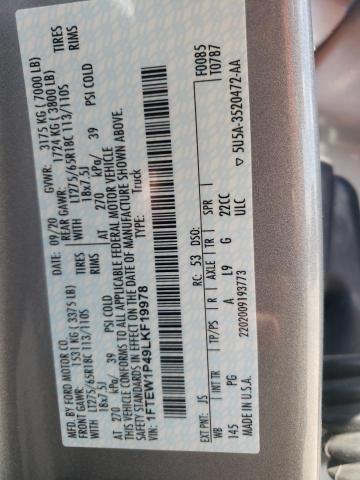 MFD. BY FORD MOTOR CO.
DATE: 09/20 GVWR: 3175 KG (7000 LB)
FRONT GAWR: 1531 KG (3375 LB) REAR GAWR: 1724 KG (3800 LB)
WITH LT275/65R18C 113/110S WITH LT275/65R18C 113/110S TIRES
18x7.5J 18x7.5J RIMS
AT 270 kPa/ 39 PSI COLD AT 270 kPa/ 39 PSI COLD
THIS VEHICLE CONFORMS TO ALL APPLICABLE FEDERAL MOTOR VEHICLE
SAFETY STANDARDS IN EFFECT ON THE DATE OF MANUFACTURE SHOWN ABOVE.
VIN: 1FTEW1P49LKF19978
TYPE: Truck
F0085
T0787
EXT PNT: JS RC: 53 DSO:
WB INT TR TP/PS R AXLE TR SPR
145 PG A L9 G 22CC
ULC
MADE IN U.S.A. 2202009193773
5U5A-3520472-AA